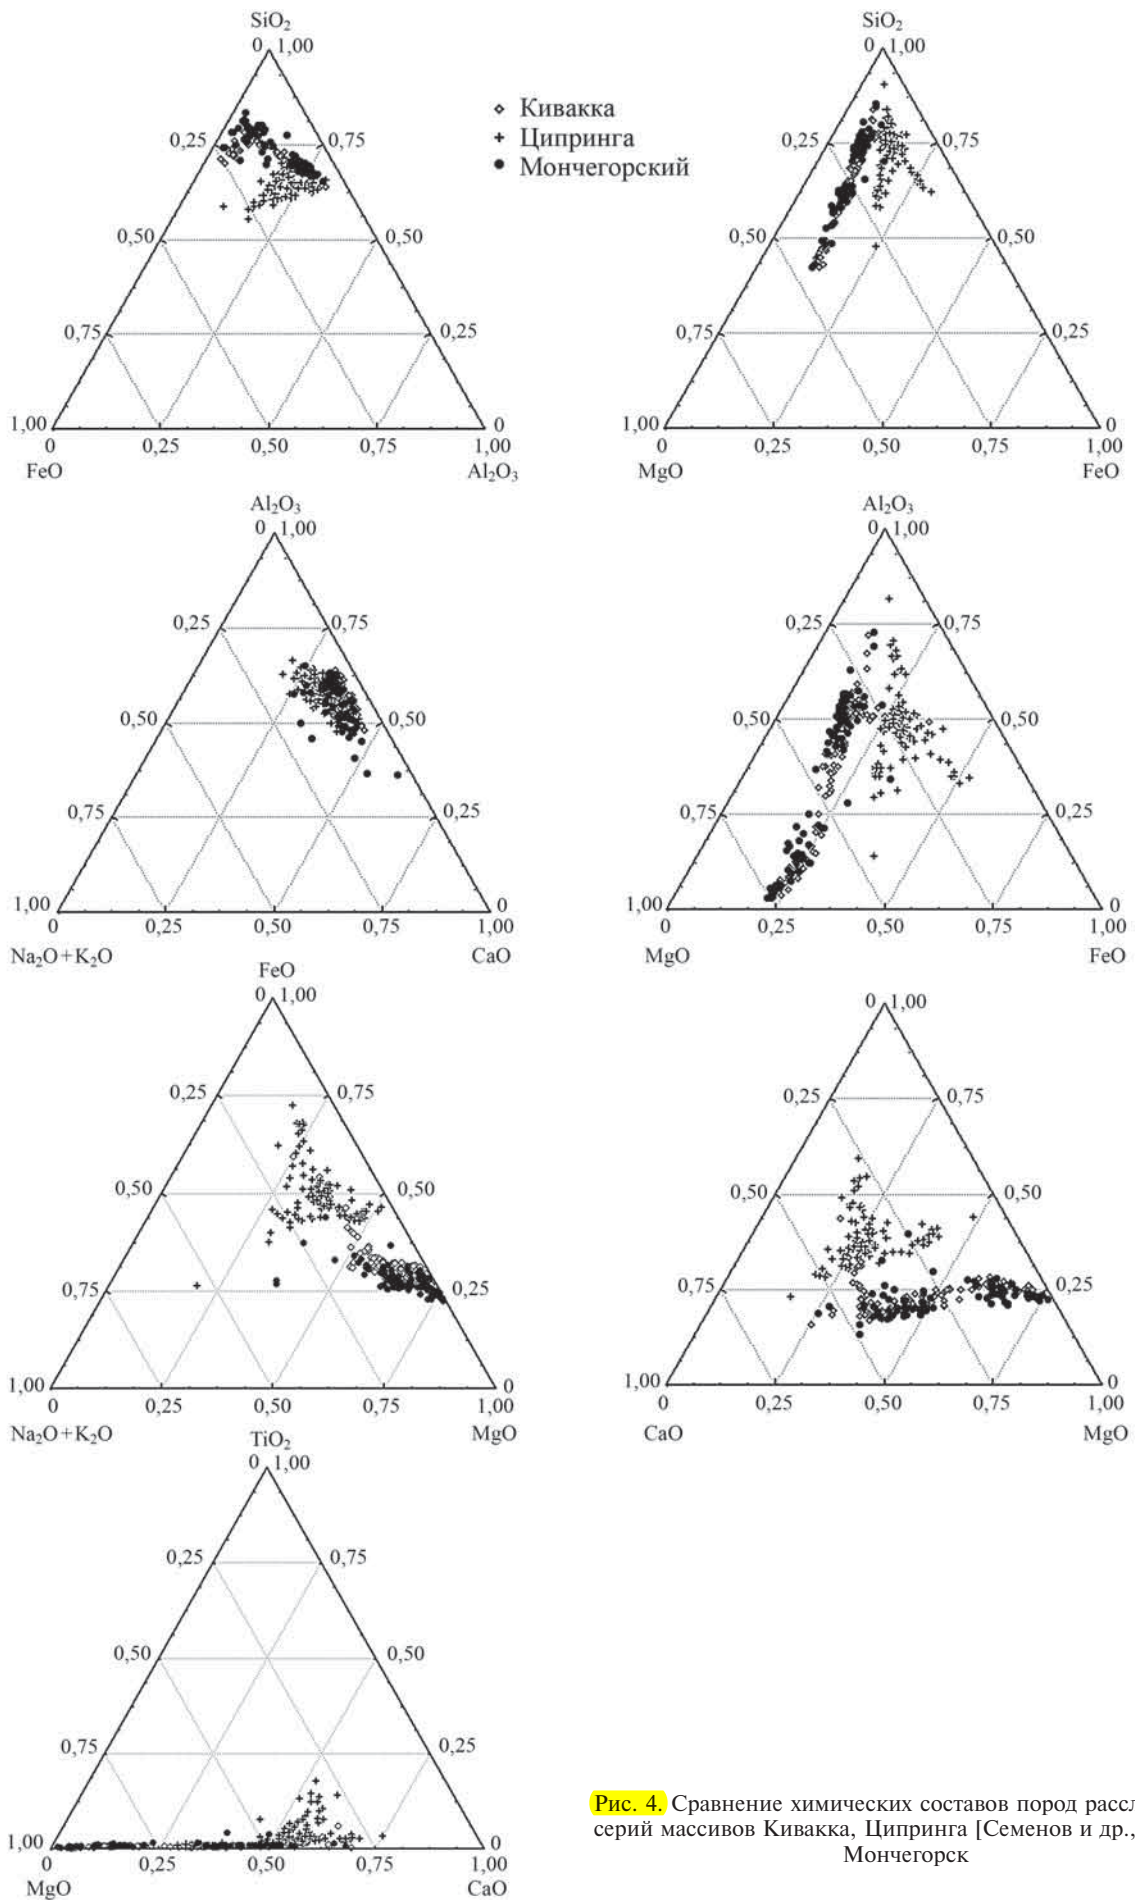 SiO₂
0 1,00
0,25 0,75
0,50 0,50
0,75 0,25
1,00 0
0 0,25 0,50 0,75 1,00
FeO Al₂O₃
Кивакка
Ципринга
Мончегорский
SiO₂
0 1,00
0,25 0,75
0,50 0,50
0,75 0,25
1,00 0
0 0,25 0,50 0,75 1,00
MgO FeO
Al₂O₃
0 1,00
0,25 0,75
0,50 0,50
0,75 0,25
1,00 0
0 0,25 0,50 0,75 1,00
Na₂O+K₂O CaO
Al₂O₃
0 1,00
0,25 0,75
0,50 0,50
0,75 0,25
1,00 0
0 0,25 0,50 0,75 1,00
MgO FeO
FeO
0 1,00
0,25 0,75
0,50 0,50
0,75 0,25
1,00 0
0 0,25 0,50 0,75 1,00
Na₂O+K₂O MgO
0 1,00
0,25 0,75
0,50 0,50
0,75 0,25
1,00 0
0 0,25 0,50 0,75 1,00
CaO MgO
TiO₂
0 1,00
0,25 0,75
0,50 0,50
0,75 0,25
1,00 0
0 0,25 0,50 0,75 1,00
MgO CaO
Рис. 4. Сравнение химических составов пород рассл
серий массивов Кивакка, Ципринга [Семенов и др.,
Мончегорск